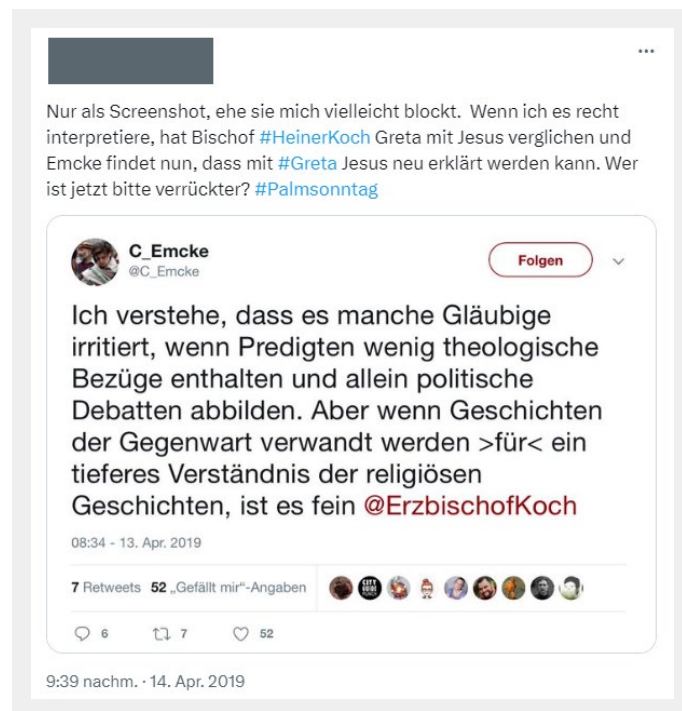 Nur als Screenshot, ehe sie mich vielleicht blockt. Wenn ich es recht
interpretiere, hat Bischof #HeinerKoch Greta mit Jesus verglichen und
Emcke findet nun, dass mit #Greta Jesus neu erklärt werden kann. Wer
ist jetzt bitte verrückter? #Palmsonntag
C_Emcke
@C_Emcke
Folgen
Ich verstehe, dass es manche Gläubige
irritiert, wenn Predigten wenig theologische
Bezüge enthalten und allein politische
Debatten abbilden. Aber wenn Geschichten
der Gegenwart verwandt werden >für< ein
tieferes Verständnis der religiösen
Geschichten, ist es fein @ErzbischofKoch
08:34 - 13. Apr. 2019
7 Retweets 52 „Gefällt mir“-Angaben
6 7 52
9:39 nachm. · 14. Apr. 2019